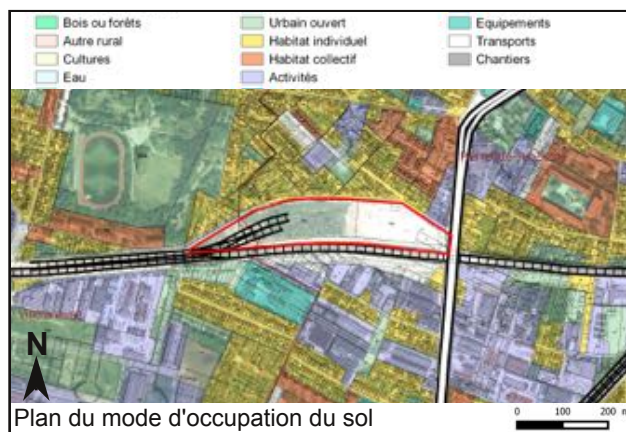 Bois ou forêts
Autre rural
Cultures
Eau
Urbain ouvert
Habitat individuel
Habitat collectif
Activités
Equipements
Transports
Chantiers
N
Plan du mode d'occupation du sol
0 100 200 m